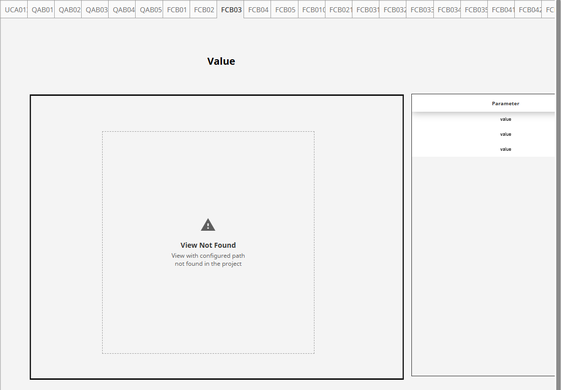 UCA01 QAB01 QAB02 QAB03 QAB04 QAB05 FCB01 FCB02 FCB03 FCB04 FCB05 FCB010 FCB021 FCB031 FCB032 FCB033 FCB034 FCB035 FCB041 FCB042 FC
Value
Parameter
value
value
value
View Not Found
View with configured path
not found in the project